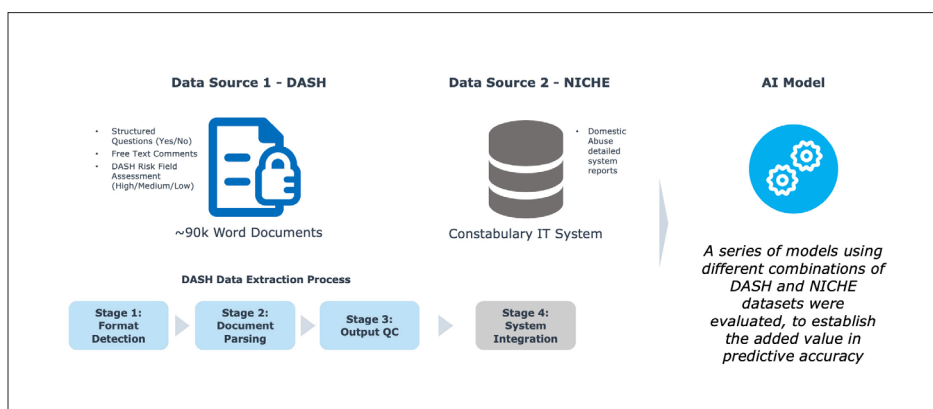 Data Source 1 - DASH
• Structured
Questions (Yes/No)
• Free Text Comments
• DASH Risk Field
Assessment
(High/Medium/Low)
~90k Word Documents
Data Source 2 - NICHE
• Domestic
Abuse
detailed
system
reports
Constabulary IT System
AI Model
A series of models using
different combinations of
DASH and NICHE
datasets were
evaluated, to establish
the added value in
predictive accuracy
DASH Data Extraction Process
Stage 1:
Format
Detection
Stage 2:
Document
Parsing
Stage 3:
Output QC
Stage 4:
System
Integration